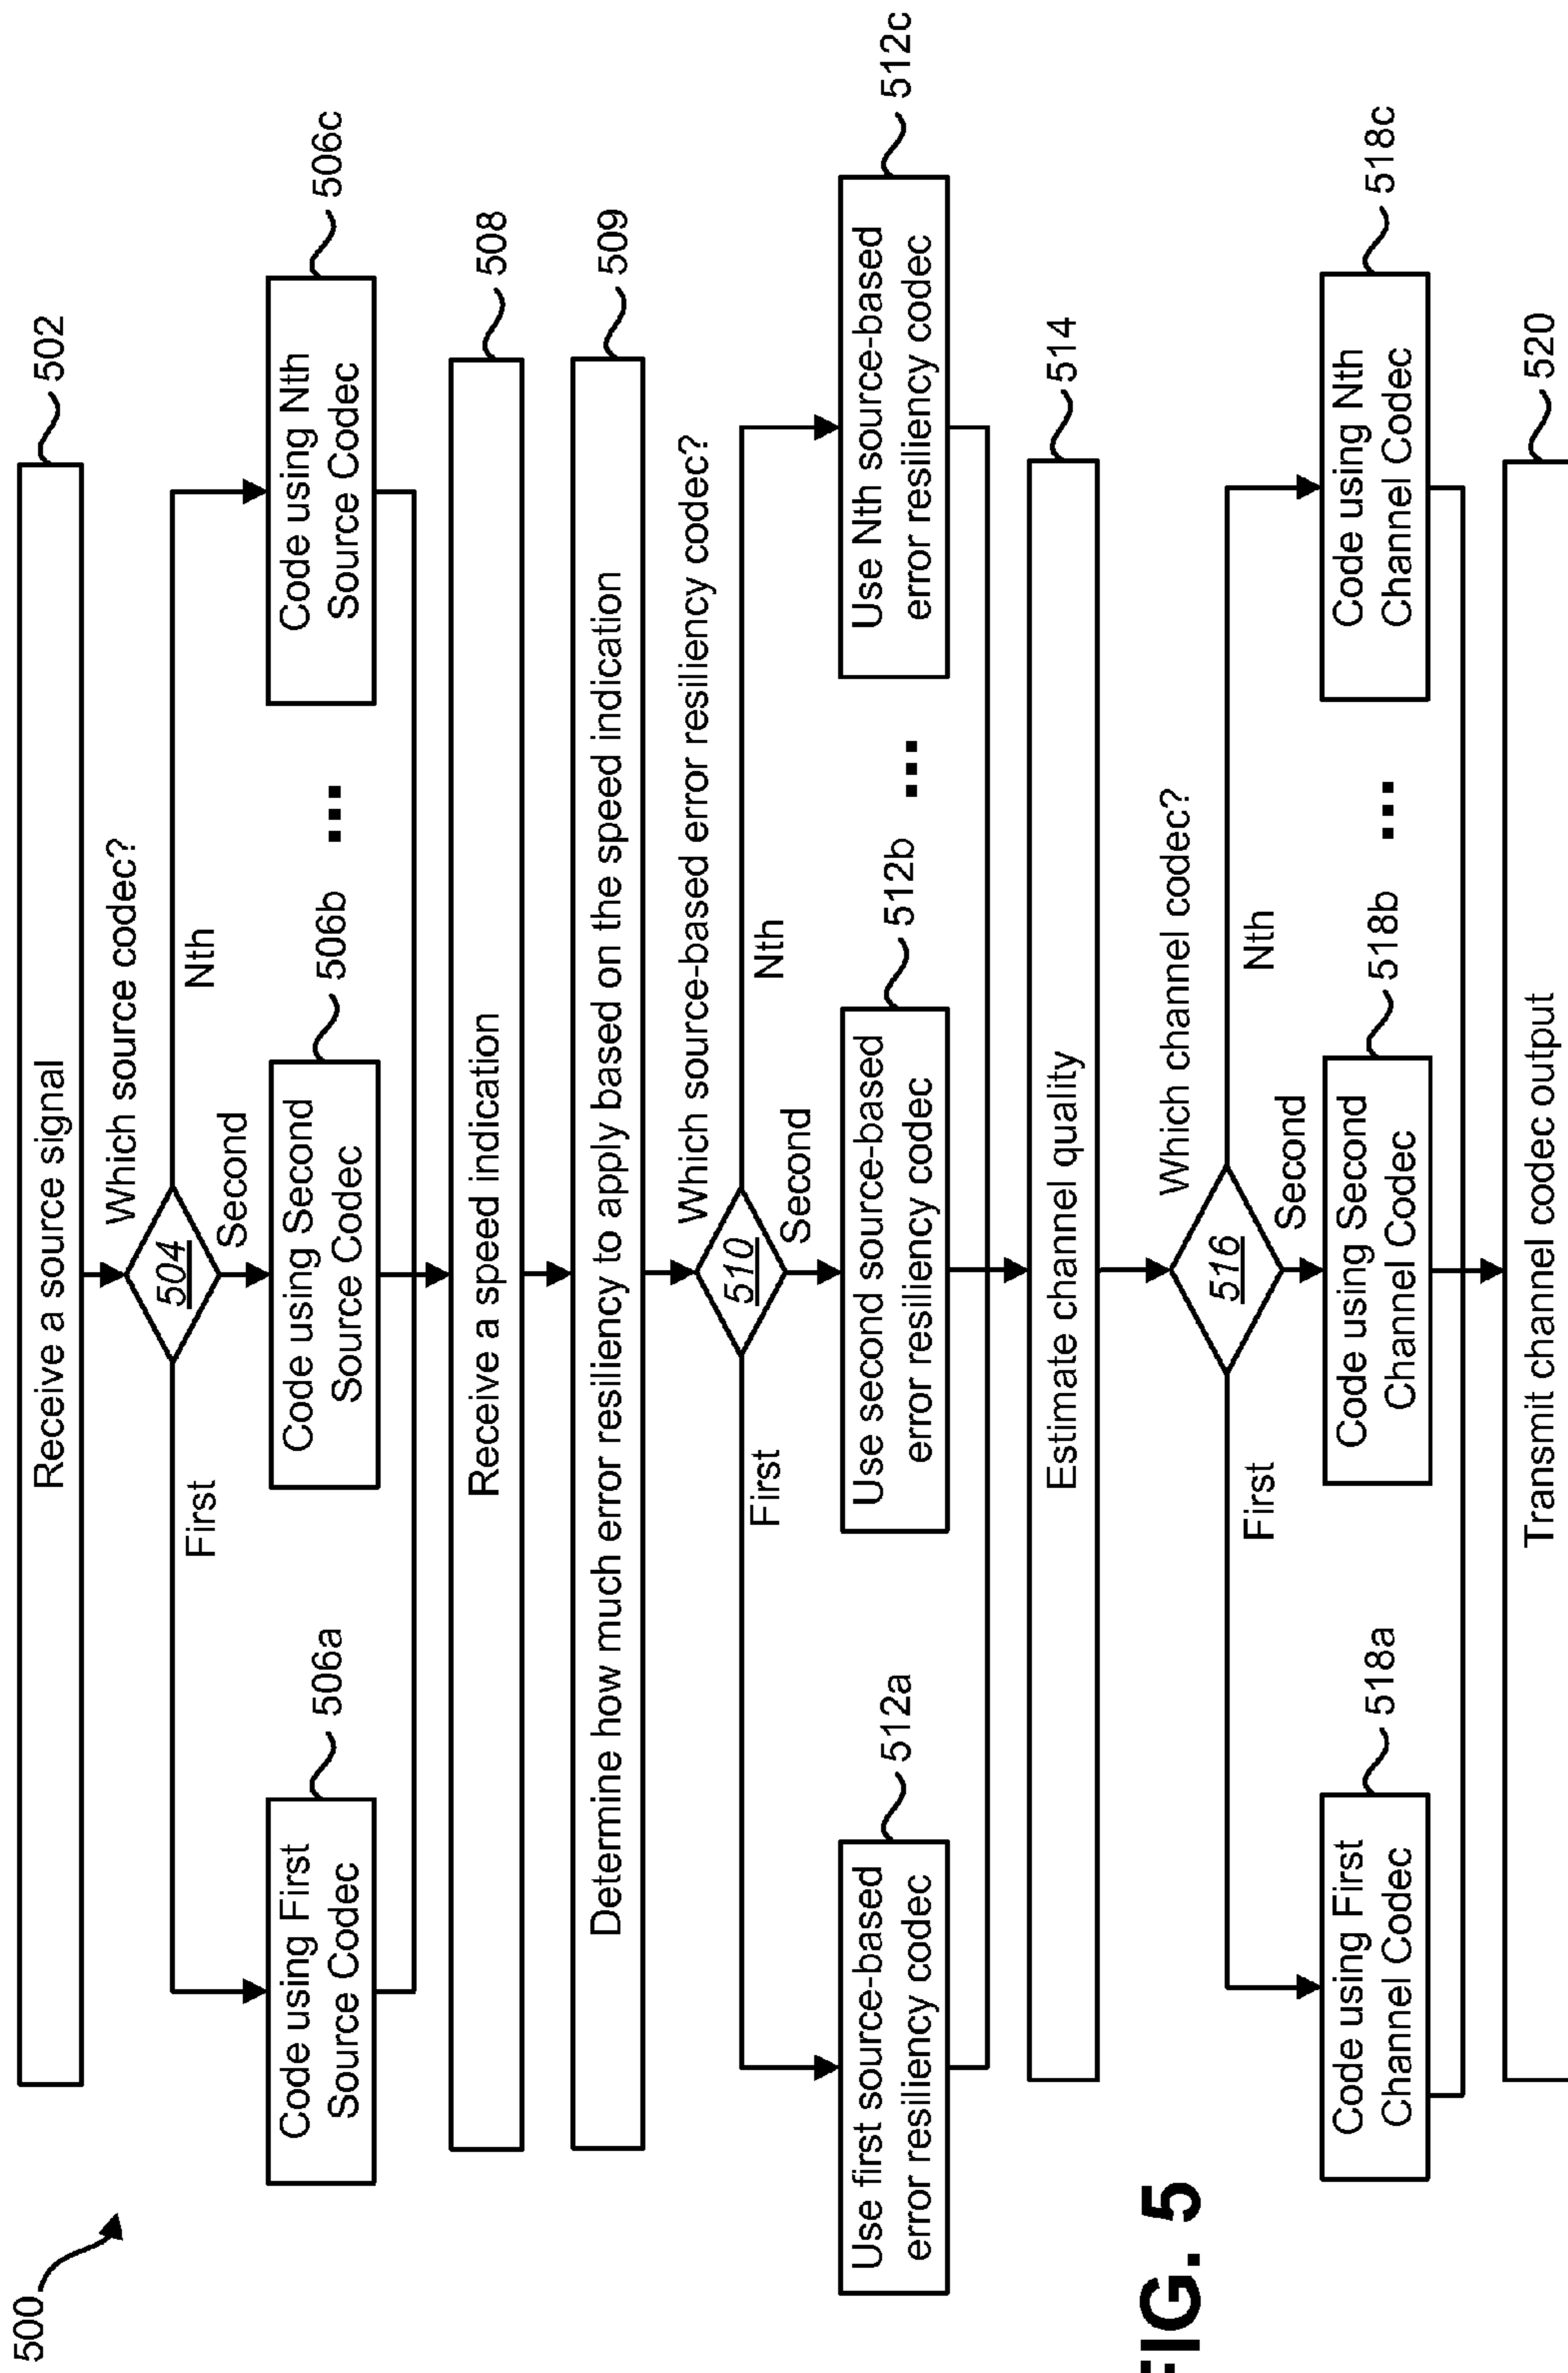 500
Receive a source signal
502
Which source codec?
504
First
Second
Nth
Code using First
Source Codec
506a
Code using Second
Source Codec
506b
...
Code using Nth
Source Codec
506c
Receive a speed indication
508
Determine how much error resiliency to apply based on the speed indication
509
Which source-based error resiliency codec?
510
First
Second
Nth
Use first source-based
error resiliency codec
512a
Use second source-based
error resiliency codec
512b
...
Use Nth source-based
error resiliency codec
512c
Estimate channel quality
514
Which channel codec?
516
First
Second
Nth
Code using First
Channel Codec
518a
Code using Second
Channel Codec
518b
...
Code using Nth
Channel Codec
518c
Transmit channel codec output
520
FIG. 5